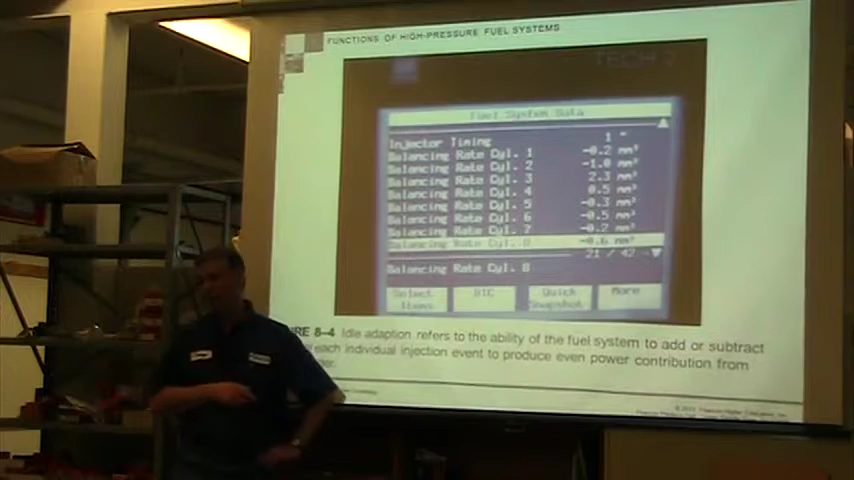 FUNCTIONS OF HIGH-PRESSURE FUEL SYSTEMS
TECH 2
Fuel System Data
Injector Timing 1 °
Balancing Rate Cyl. 1 -0.2 mm³
Balancing Rate Cyl. 2 -1.0 mm³
Balancing Rate Cyl. 3 2.3 mm³
Balancing Rate Cyl. 4 0.5 mm³
Balancing Rate Cyl. 5 -0.3 mm³
Balancing Rate Cyl. 6 -0.5 mm³
Balancing Rate Cyl. 7 -0.2 mm³
Balancing Rate Cyl. 8 -0.6 mm³
21 / 42
Balancing Rate Cyl. 8
Select Items
DTC
Quick Snapshot
More
RE 8–4 Idle adaption refers to the ability of the fuel system to add or subtract
each individual injection event to produce even power contribution from